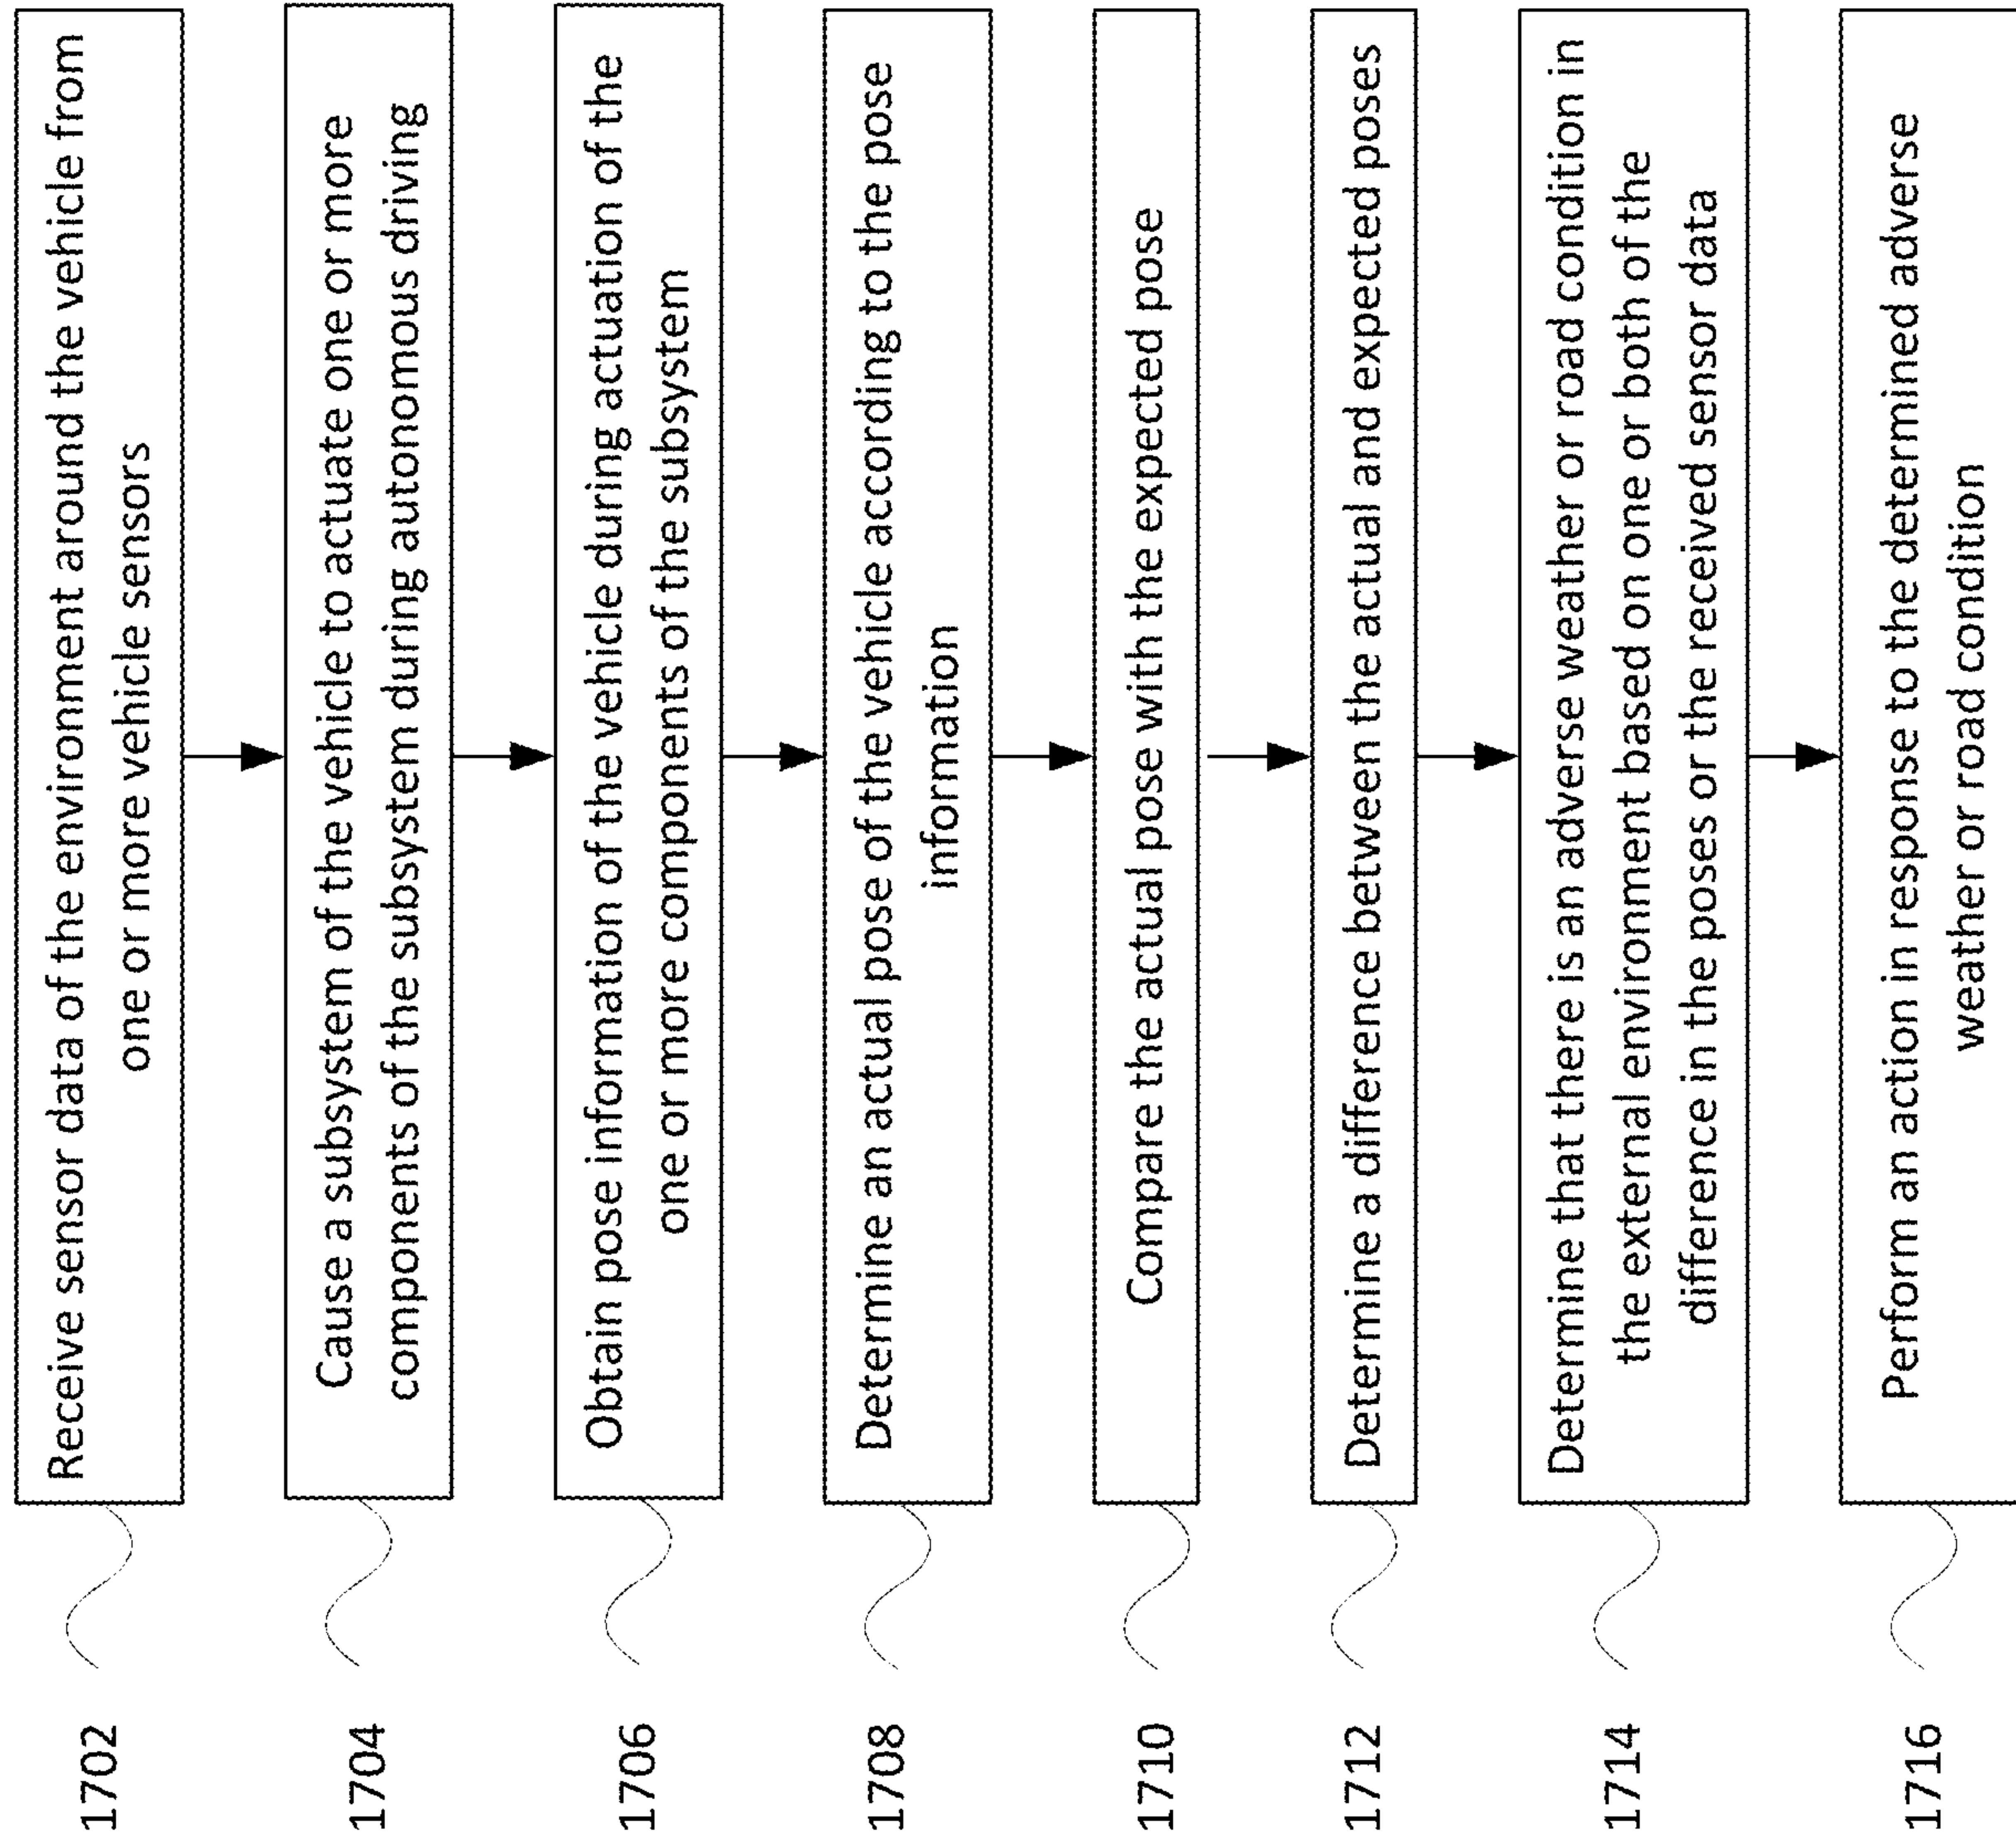 1702
Receive sensor data of the environment around the vehicle from
one or more vehicle sensors
1704
Cause a subsystem of the vehicle to actuate one or more
components of the subsystem during autonomous driving
1706
Obtain pose information of the vehicle during actuation of the
one or more components of the subsystem
1708
Determine an actual pose of the vehicle according to the pose
information
1710
Compare the actual pose with the expected pose
1712
Determine a difference between the actual and expected poses
1714
Determine that there is an adverse weather or road condition in
the external environment based on one or both of the
difference in the poses or the received sensor data
1716
Perform an action in response to the determined adverse
weather or road condition